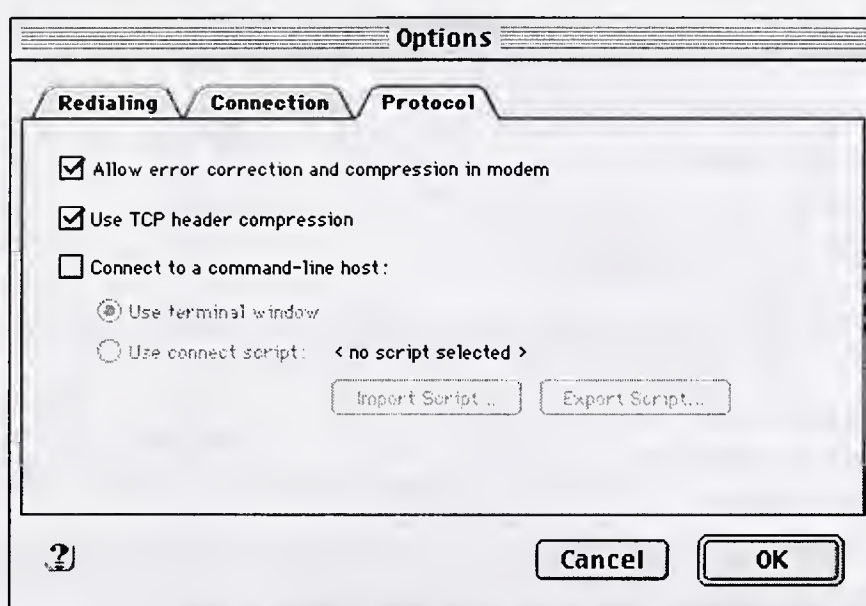 Options
Redialing Connection Protocol
Allow error correction and compression in modem
Use TCP header compression
Connect to a command-line host:
Use terminal window
Use connect script: < no script selected >
Import Script... Export Script...
?
Cancel OK